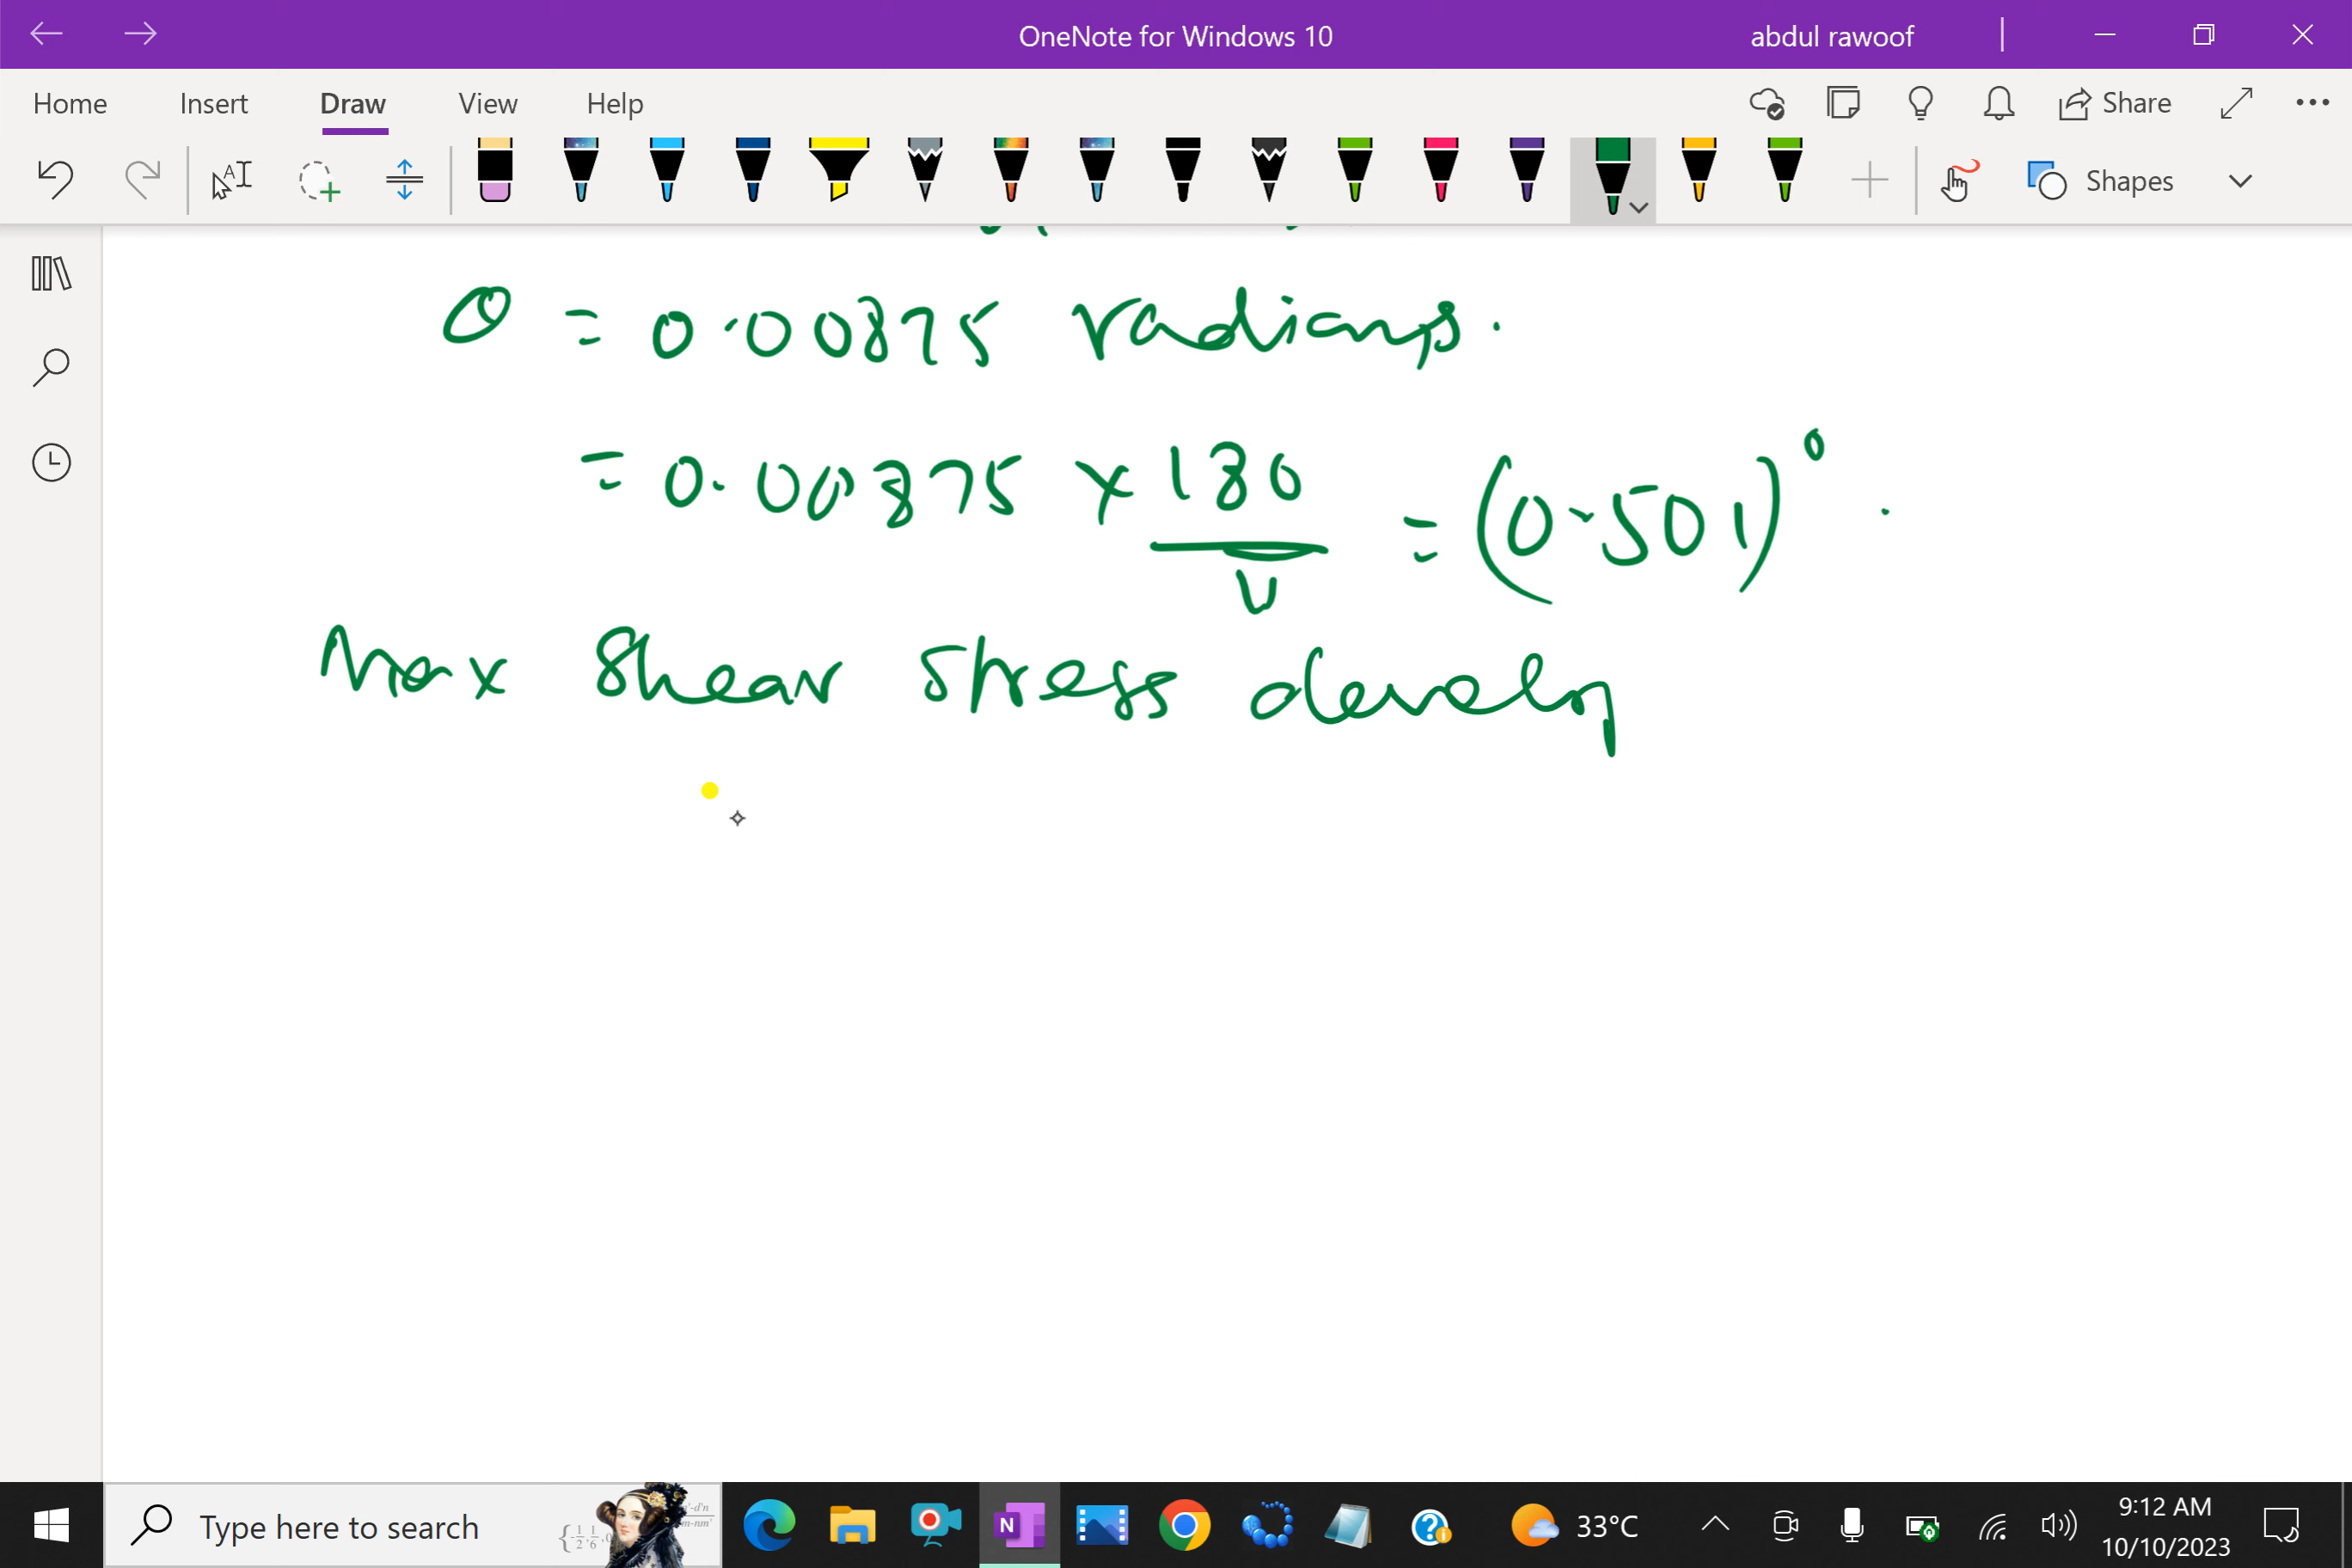 OneNote for Windows 10
abdul rawoof
Home Insert Draw View Help
Share
Shapes
θ = 0.00875 radians.
= 0.00875 × 180/π = (0.501)°.
Max shear stress
Type here to search
33°C
9:12 AM
10/10/2023